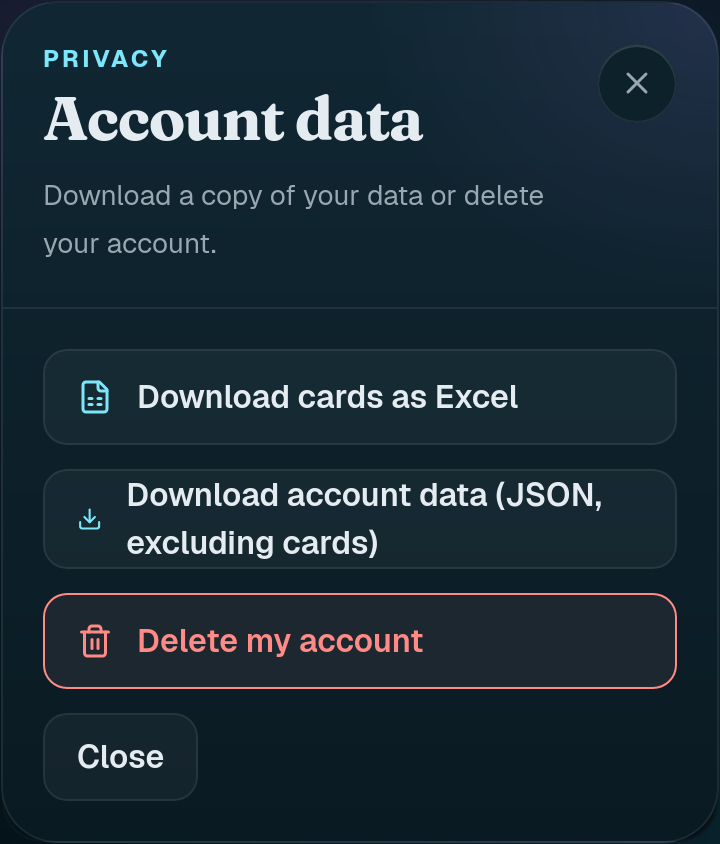 PRIVACY
Account data
Download a copy of your data or delete
your account.
Download cards as Excel
Download account data (JSON,
excluding cards)
Delete my account
Close